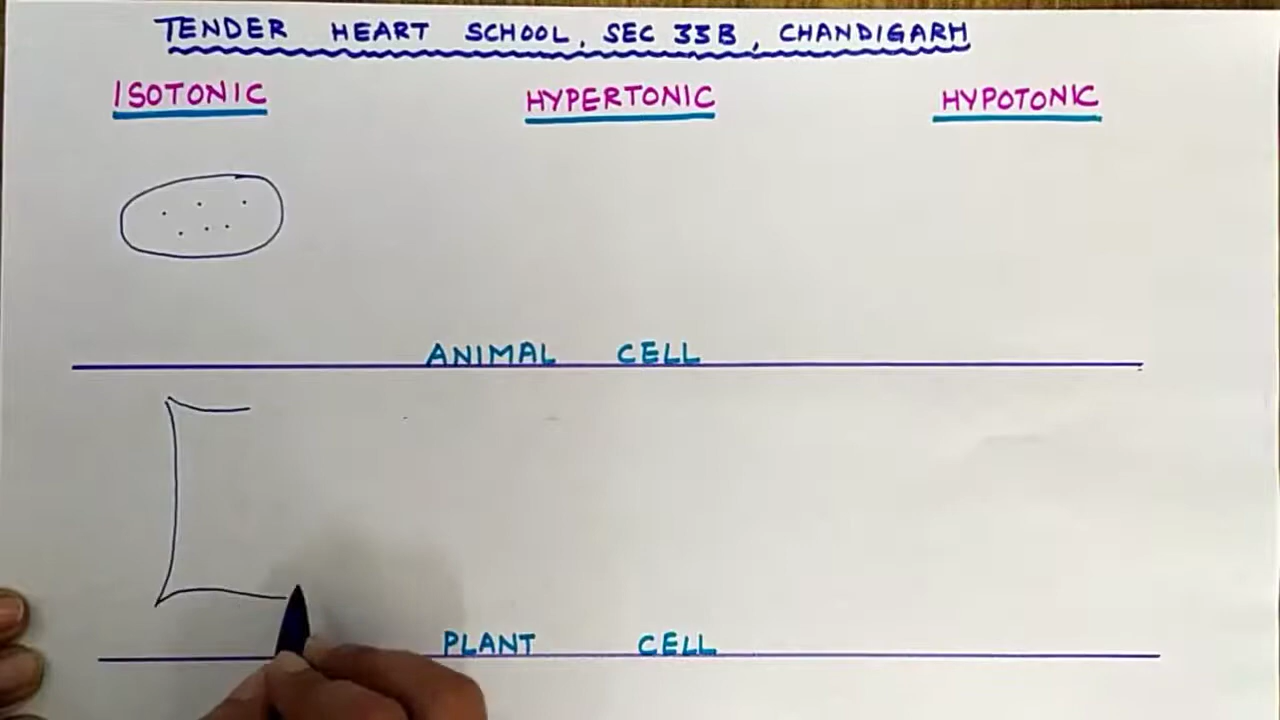 TENDER HEART SCHOOL, SEC 33B, CHANDIGARH
ISOTONIC HYPERTONIC HYPOTONIC
ANIMAL CELL
PLANT CELL